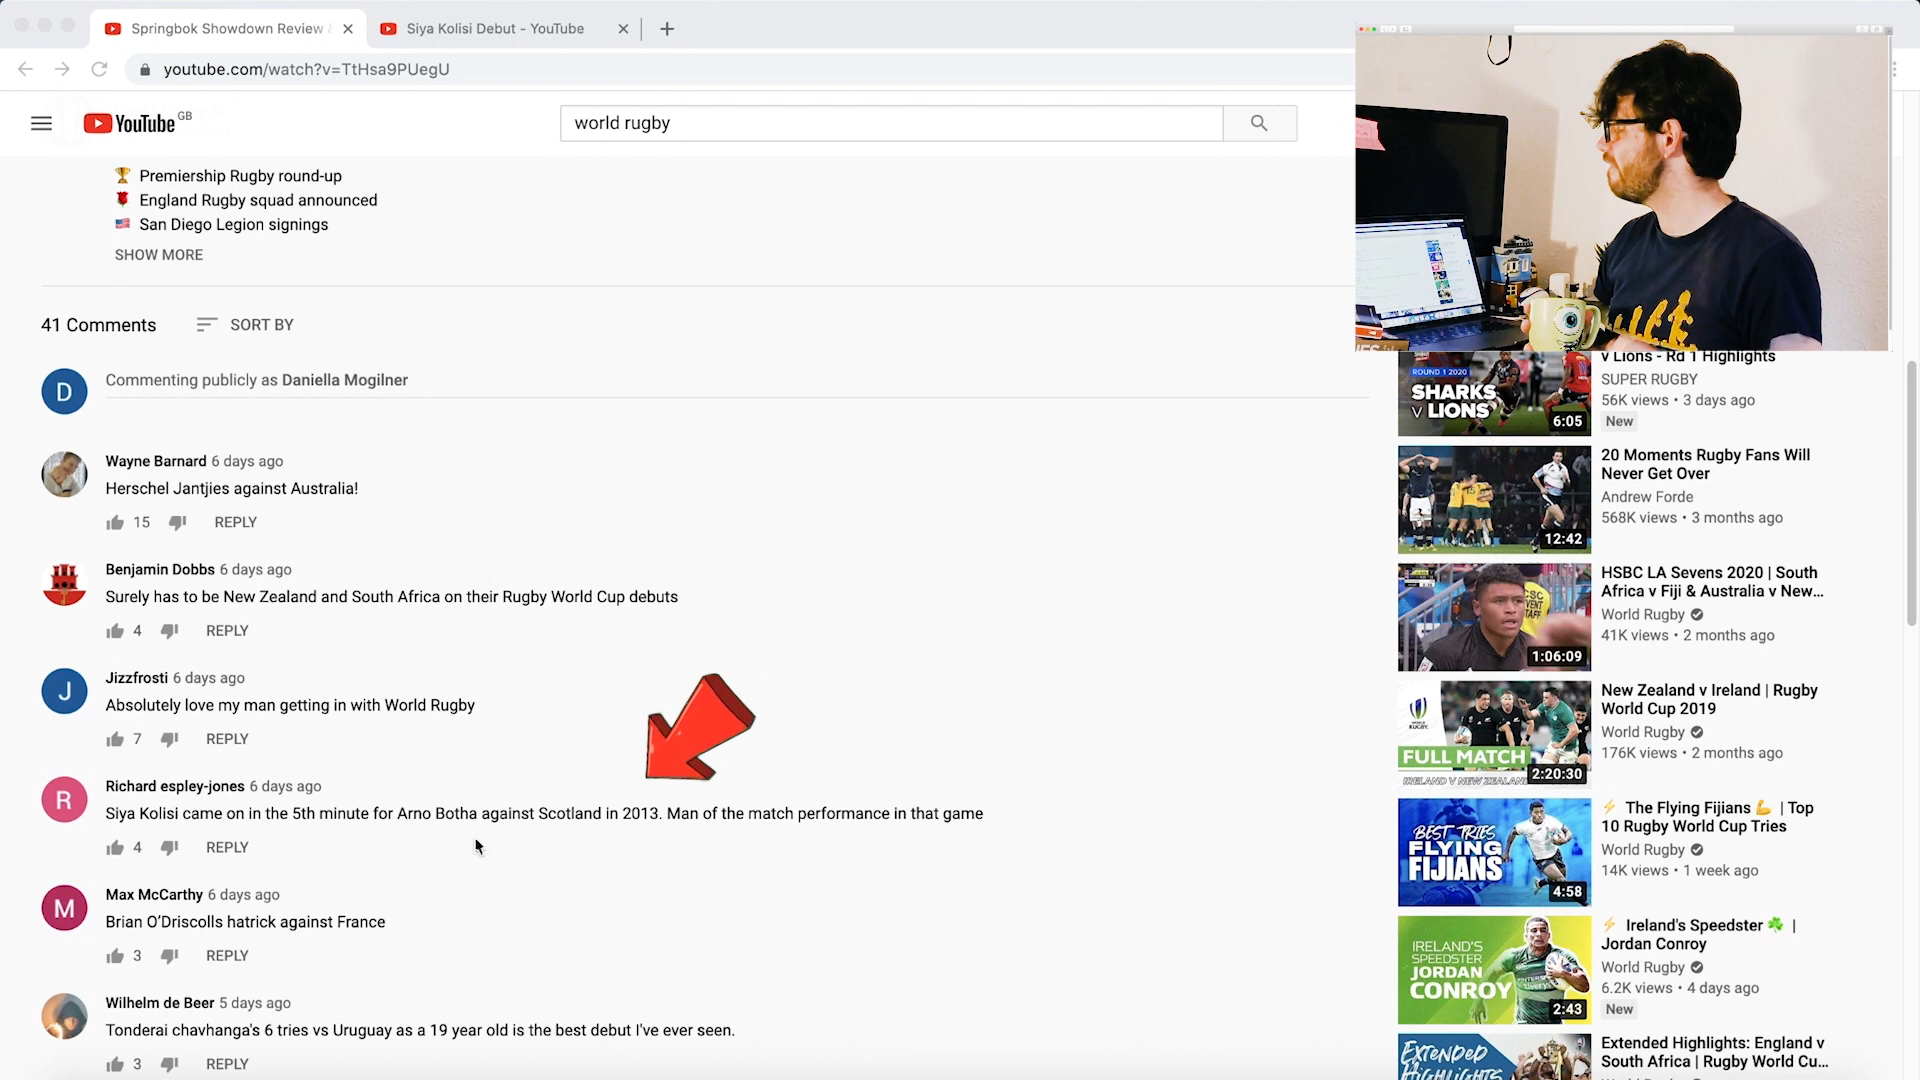 Springbok Showdown Review
Siya Kolisi Debut - YouTube
youtube.com/watch?v=TtHsa9PUegU
YouTube GB
world rugby
Premiership Rugby round-up
England Rugby squad announced
San Diego Legion signings
SHOW MORE
41 Comments
SORT BY
D
Commenting publicly as Daniella Mogilner
Wayne Barnard 6 days ago
Herschel Jantjies against Australia!
15 REPLY
Benjamin Dobbs 6 days ago
Surely has to be New Zealand and South Africa on their Rugby World Cup debuts
4 REPLY
J
Jizzfrosti 6 days ago
Absolutely love my man getting in with World Rugby
7 REPLY
R
Richard espley-jones 6 days ago
Siya Kolisi came on in the 5th minute for Arno Botha against Scotland in 2013. Man of the match performance in that game
4 REPLY
M
Max McCarthy 6 days ago
Brian O'Driscolls hatrick against France
3 REPLY
Wilhelm de Beer 5 days ago
Tonderai chavhanga's 6 tries vs Uruguay as a 19 year old is the best debut I've ever seen.
3 REPLY
ROUND 1 2020
SHARKS
v LIONS
6:05
v Lions - Rd 1 Highlights
SUPER RUGBY
56K views • 3 days ago
New
12:42
20 Moments Rugby Fans Will
Never Get Over
Andrew Forde
568K views • 3 months ago
1:06:09
HSBC LA Sevens 2020 | South
Africa v Fiji & Australia v New...
World Rugby
41K views • 2 months ago
FULL MATCH
IRELAND V NEW ZEALAND
2:20:30
New Zealand v Ireland | Rugby
World Cup 2019
World Rugby
176K views • 2 months ago
BEST TRIES
FLYING
FIJIANS
4:58
The Flying Fijians | Top
10 Rugby World Cup Tries
World Rugby
14K views • 1 week ago
IRELAND'S
SPEEDSTER
JORDAN
CONROY
2:43
Ireland's Speedster |
Jordan Conroy
World Rugby
6.2K views • 4 days ago
New
EXTENDED
HIGHLIGHTS
Extended Highlights: England v
South Africa | Rugby World Cu...